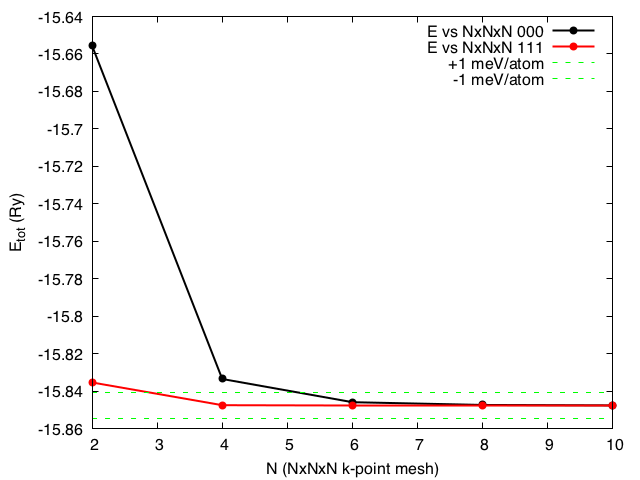 E vs NxNxN 000
E vs NxNxN 111
+1 meV/atom
-1 meV/atom
-15.64
-15.66
-15.68
-15.7
-15.72
-15.74
-15.76
-15.78
-15.8
-15.82
-15.84
-15.86
Etot (Ry)
2 3 4 5 6 7 8 9 10
N (NxNxN k-point mesh)